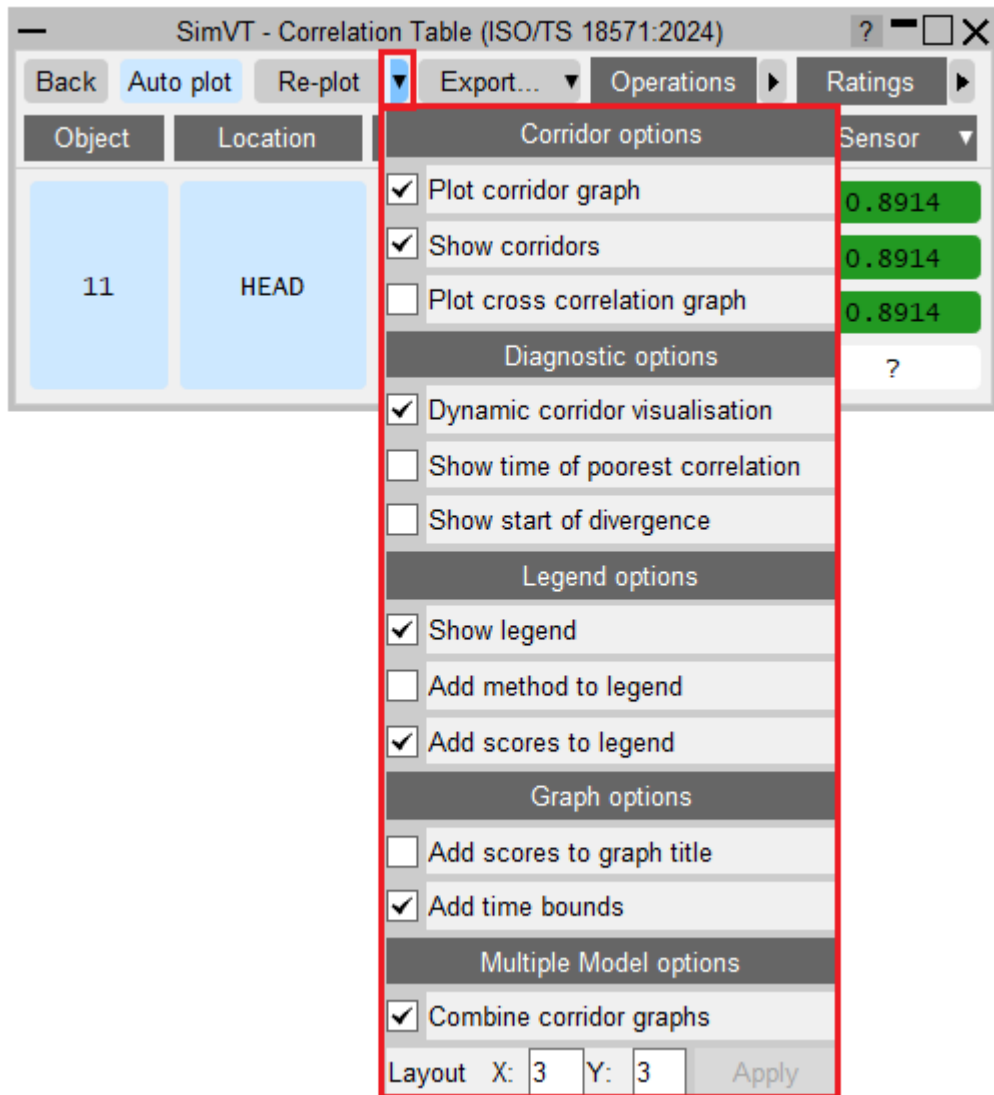 SimVT - Correlation Table (ISO/TS 18571:2024) ?
Back Auto plot Re-plot Export... Operations Ratings
Object Location Corridor options Sensor
Plot corridor graph 0.8914
Show corridors 0.8914
11 HEAD
Plot cross correlation graph 0.8914
Diagnostic options ?
Dynamic corridor visualisation
Show time of poorest correlation
Show start of divergence
Legend options
Show legend
Add method to legend
Add scores to legend
Graph options
Add scores to graph title
Add time bounds
Multiple Model options
Combine corridor graphs
Layout X: 3 Y: 3 Apply